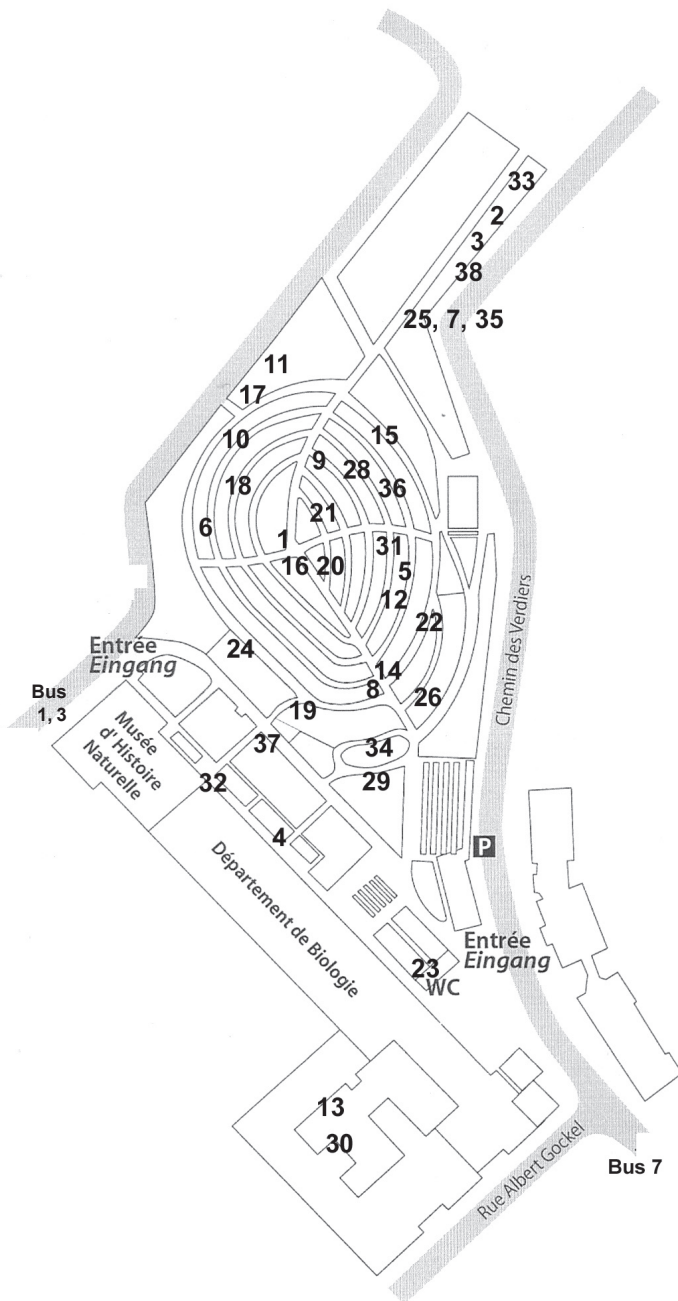 33
2
3
38
25, 7, 35
11
17
10
15
9
28
18
36
21
6
1
31
16
20
5
12
22
Chemin des Verdiers
Entrée
Eingang
24
14
8
26
Bus
1, 3
19
Musée
d' Histoire
Naturelle
37
34
32
29
4
P
Département de Biologie
Entrée
Eingang
23
WC
13
30
Rue Albert Gockel
Bus 7